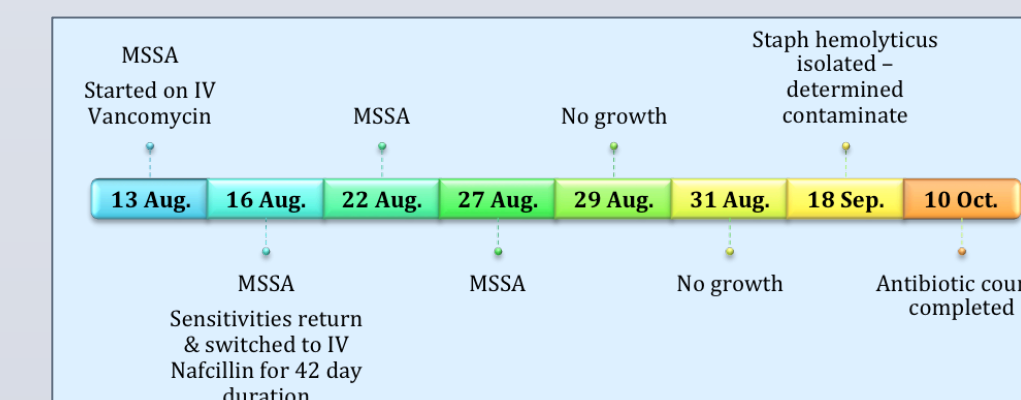 MSSA
Started on IV
Vancomycin
MSSA
No growth
Staph hemolyticus
isolated –
determined
contaminate
13 Aug.
16 Aug.
22 Aug.
27 Aug.
29 Aug.
31 Aug.
18 Sep.
10 Oct.
MSSA
Sensitivities return
& switched to IV
Nafcillin for 42 day
duration
MSSA
No growth
Antibiotic
completed